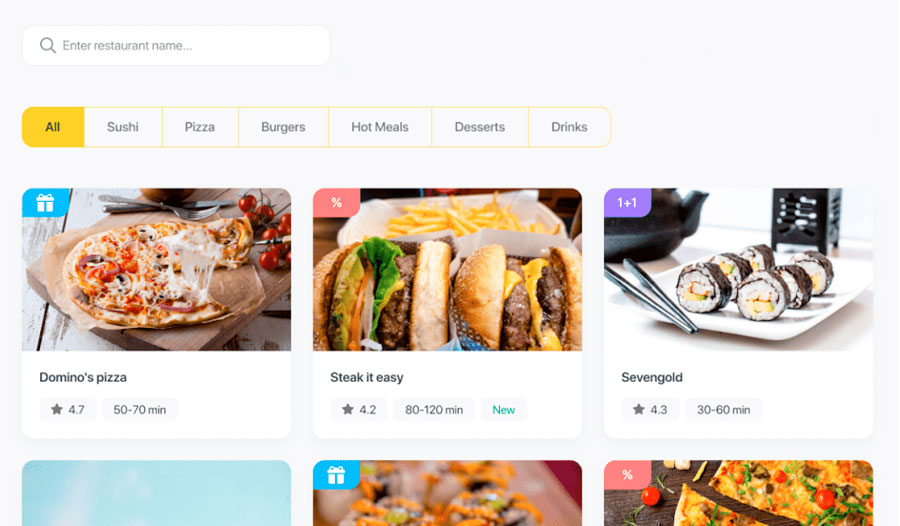 Enter restaurant name...
All Sushi Pizza Burgers Hot Meals Desserts Drinks
% 1+1
Domino's pizza Steak it easy Sevengold
4.7 50-70 min 4.2 80-120 min New 4.3 30-60 min
%